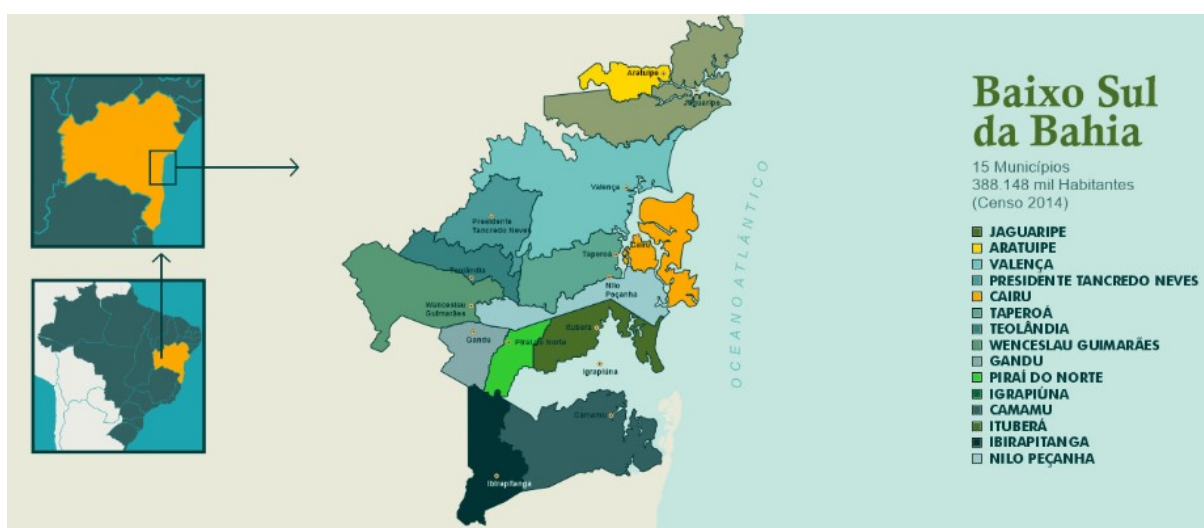 Baixo Sul
da Bahia
15 Municípios
388.148 mil Habitantes
(Censo 2014)
JAGUARIPE
ARATUIPE
VALENÇA
PRESIDENTE TANCREDO NEVES
CAIRU
TAPEROÁ
TEOLÂNDIA
WENCESLAU GUIMARÃES
GANDU
PIRAÍ DO NORTE
IGRAPIÚNA
CAMAMU
ITUBERÁ
IBIRAPITANGA
NILO PEÇANHA
Aratuipe
Jaguaripe
Valença
Presidente
Tancredo Neves
Cairú
Taperoá
Teolândia
Nilo
Peçanha
Wanceslau
Guimarães
Ituberá
Gandu
Piraí do Norte
Igrapiúna
Camamu
Ibirapitanga
OCEANO ATLÂNTICO